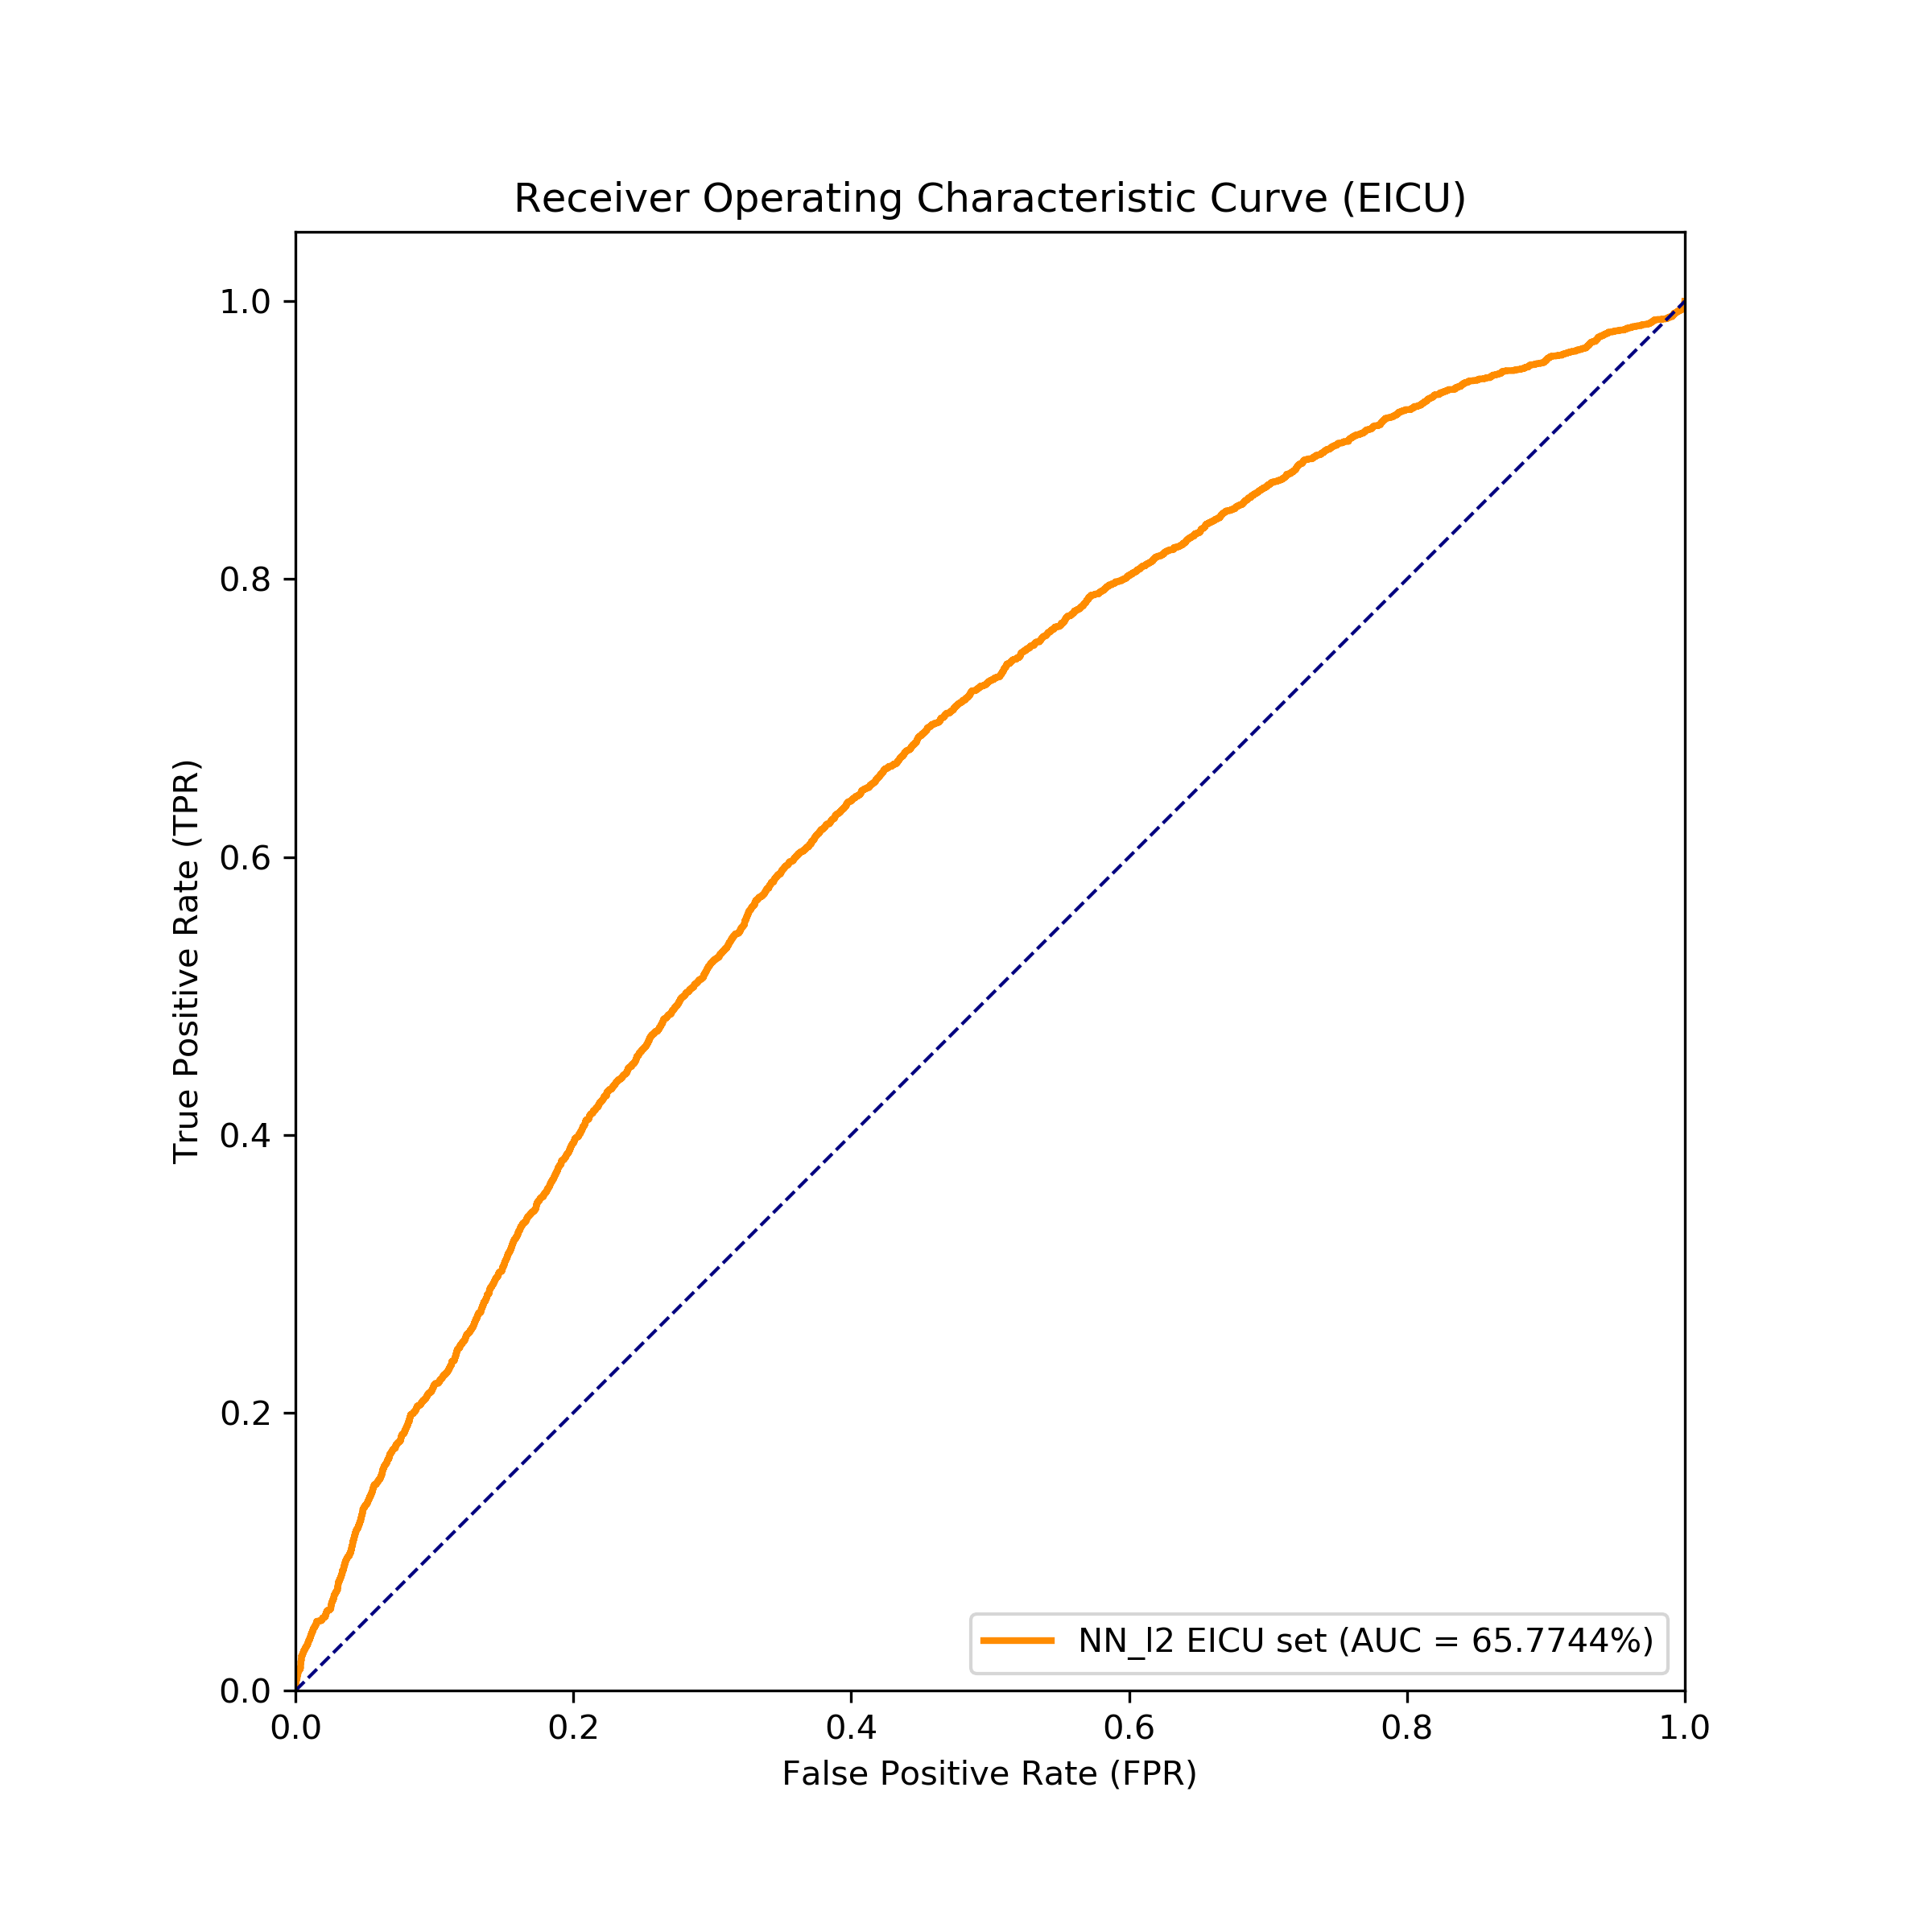 Receiver Operating Characteristic Curve (EICU)
True Positive Rate (TPR)
1.0
0.8
0.6
0.4
0.2
0.0
NN_l2 EICU set (AUC = 65.7744%)
0.0 0.2 0.4 0.6 0.8 1.0
False Positive Rate (FPR)